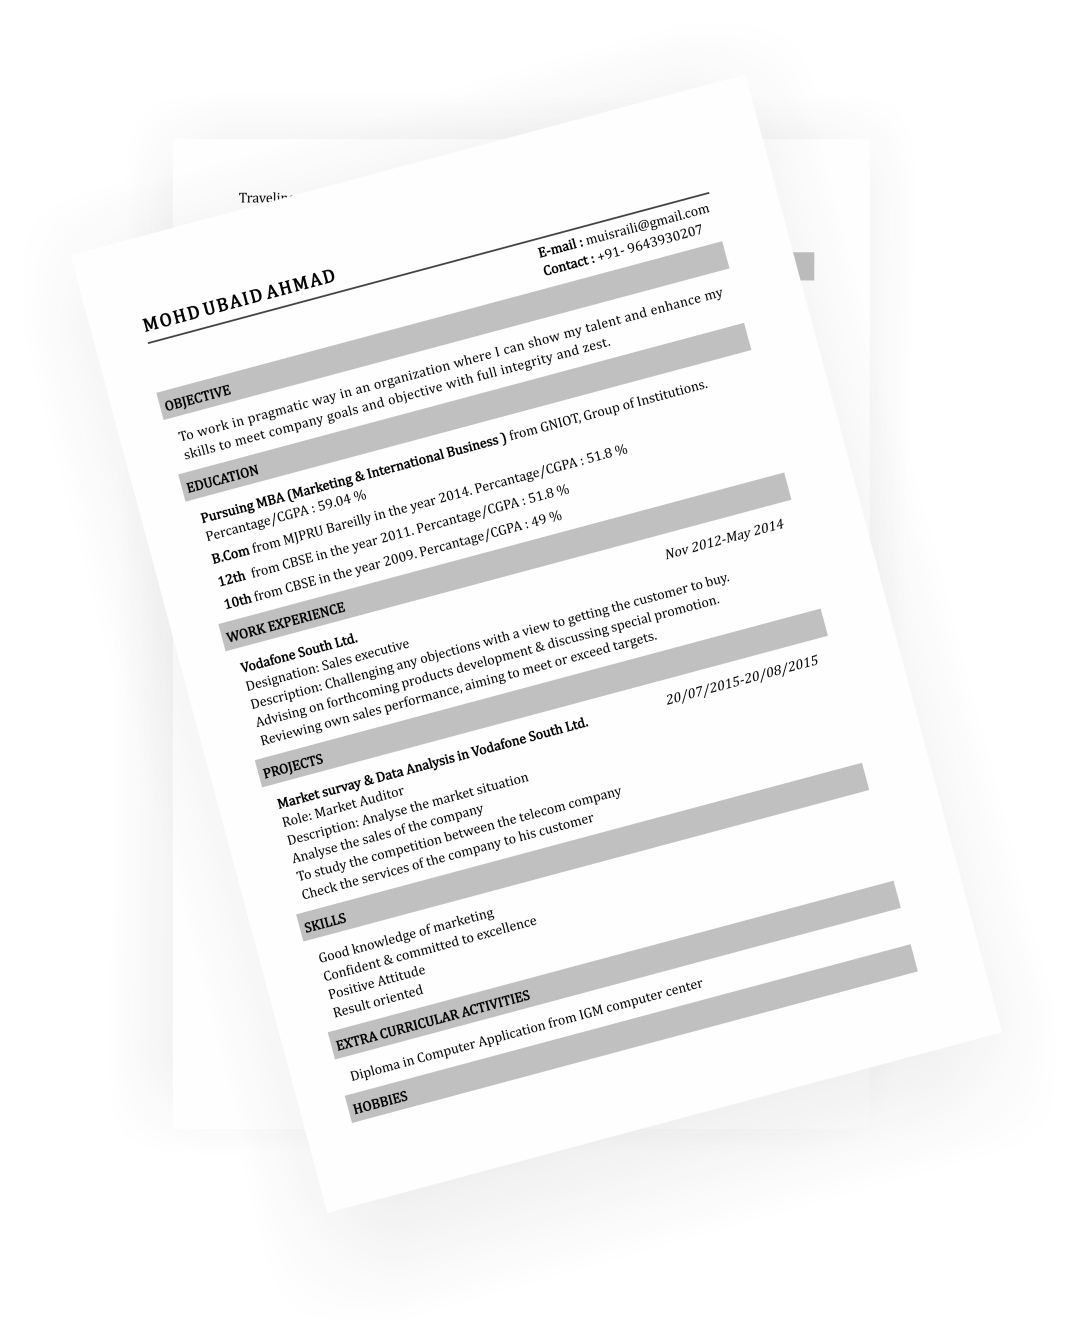 MOHD UBAID AHMAD
E-mail : muisraili@gmail.com
Contact : +91- 9643930207
OBJECTIVE
To work in pragmatic way in an organization where I can show my talent and enhance my
skills to meet company goals and objective with full integrity and zest.
EDUCATION
Pursuing MBA (Marketing & International Business ) from GNIOT, Group of Institutions.
Percantage/CGPA : 59.04 %
B.Com from MJPRU Bareilly in the year 2014. Percantage/CGPA : 51.8 %
12th from CBSE in the year 2011. Percantage/CGPA : 51.8 %
10th from CBSE in the year 2009. Percantage/CGPA : 49 %
WORK EXPERIENCE
Nov 2012-May 2014
Vodafone South Ltd.
Designation: Sales executive
Description: Challenging any objections with a view to getting the customer to buy.
Advising on forthcoming products development & discussing special promotion.
Reviewing own sales performance, aiming to meet or exceed targets.
PROJECTS
20/07/2015-20/08/2015
Market survay & Data Analysis in Vodafone South Ltd.
Role: Market Auditor
Description: Analyse the market situation
Analyse the sales of the company
To study the competition between the telecom company
Check the services of the company to his customer
SKILLS
Good knowledge of marketing
Confident & committed to excellence
Positive Attitude
Result oriented
EXTRA CURRICULAR ACTIVITIES
Diploma in Computer Application from IGM computer center
HOBBIES